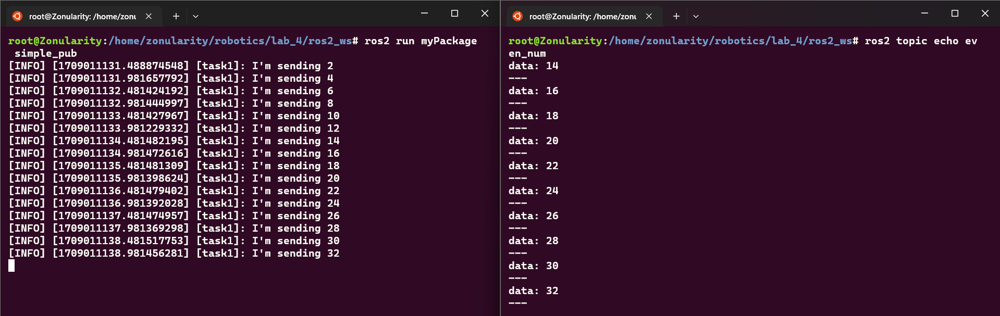 root@Zonularity: /home/zonu
root@Zonularity:/home/zonularity/robotics/lab_4/ros2_ws# ros2 run myPackage
simple_pub
[INFO] [1709011131.488874548] [task1]: I'm sending 2
[INFO] [1709011131.981657792] [task1]: I'm sending 4
[INFO] [1709011132.481424192] [task1]: I'm sending 6
[INFO] [1709011132.981444997] [task1]: I'm sending 8
[INFO] [1709011133.481427967] [task1]: I'm sending 10
[INFO] [1709011133.981229332] [task1]: I'm sending 12
[INFO] [1709011134.481482195] [task1]: I'm sending 14
[INFO] [1709011134.981472616] [task1]: I'm sending 16
[INFO] [1709011135.481481309] [task1]: I'm sending 18
[INFO] [1709011135.981398624] [task1]: I'm sending 20
[INFO] [1709011136.481479402] [task1]: I'm sending 22
[INFO] [1709011136.981392028] [task1]: I'm sending 24
[INFO] [1709011137.481474957] [task1]: I'm sending 26
[INFO] [1709011137.981369298] [task1]: I'm sending 28
[INFO] [1709011138.481517753] [task1]: I'm sending 30
[INFO] [1709011138.981456281] [task1]: I'm sending 32
root@Zonularity: /home/zonu
root@Zonularity:/home/zonularity/robotics/lab_4/ros2_ws# ros2 topic echo ev
en_num
data: 14
---
data: 16
---
data: 18
---
data: 20
---
data: 22
---
data: 24
---
data: 26
---
data: 28
---
data: 30
---
data: 32
---